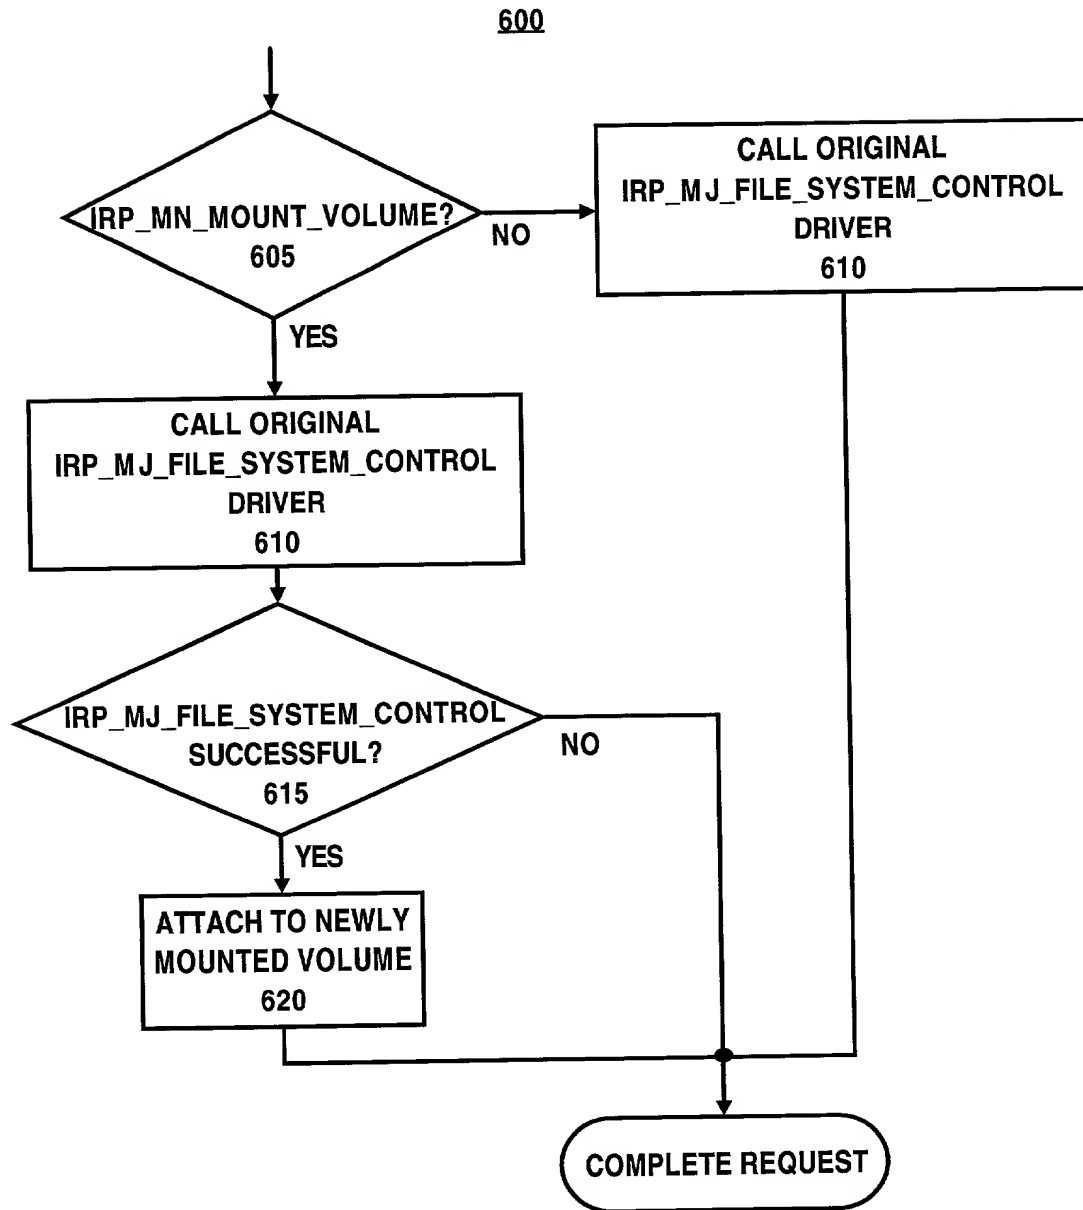 600
IRP_MN_MOUNT_VOLUME?
605
NO
YES
CALL ORIGINAL
IRP_MJ_FILE_SYSTEM_CONTROL
DRIVER
610
CALL ORIGINAL
IRP_MJ_FILE_SYSTEM_CONTROL
DRIVER
610
IRP_MJ_FILE_SYSTEM_CONTROL
SUCCESSFUL?
615
NO
YES
ATTACH TO NEWLY
MOUNTED VOLUME
620
COMPLETE REQUEST